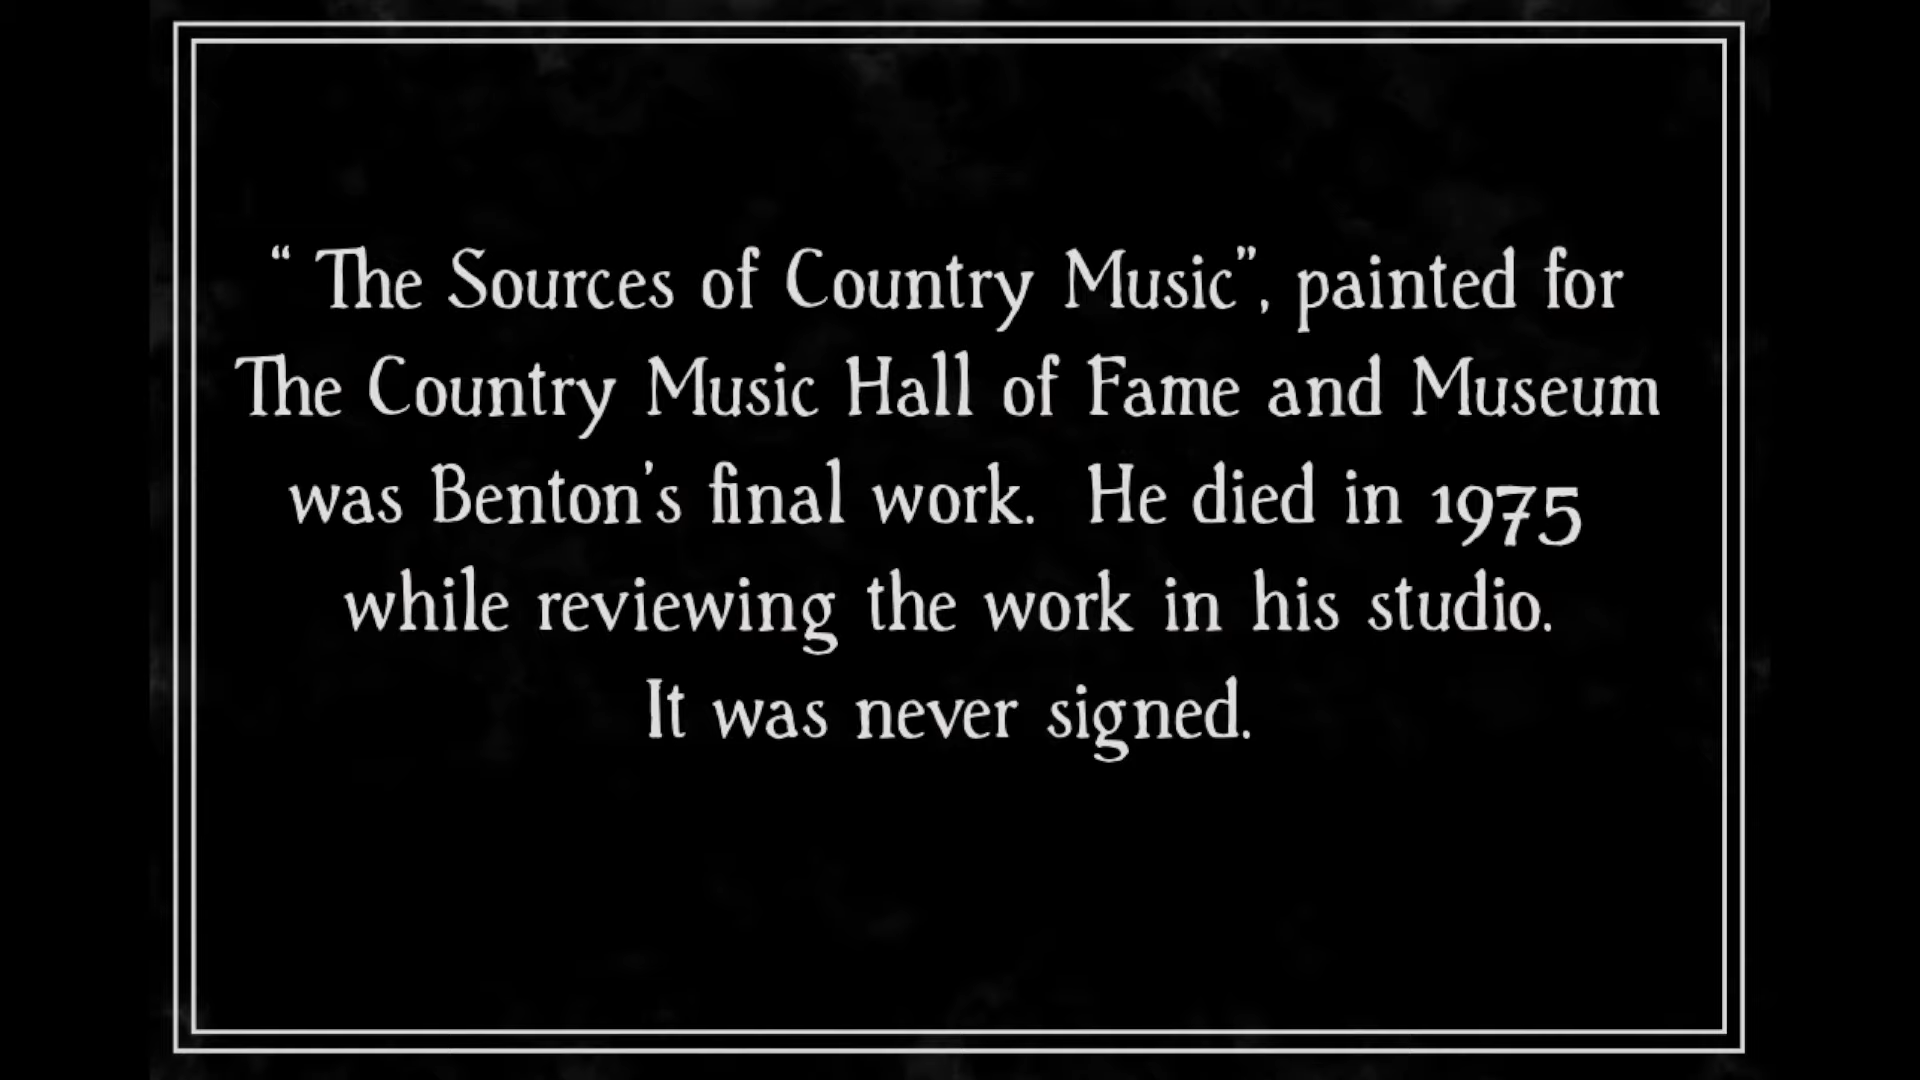 “ The Sources of Country Music”, painted for
The Country Music Hall of Fame and Museum
was Benton's final work.  He died in 1975
while reviewing the work in his studio.
It was never signed.